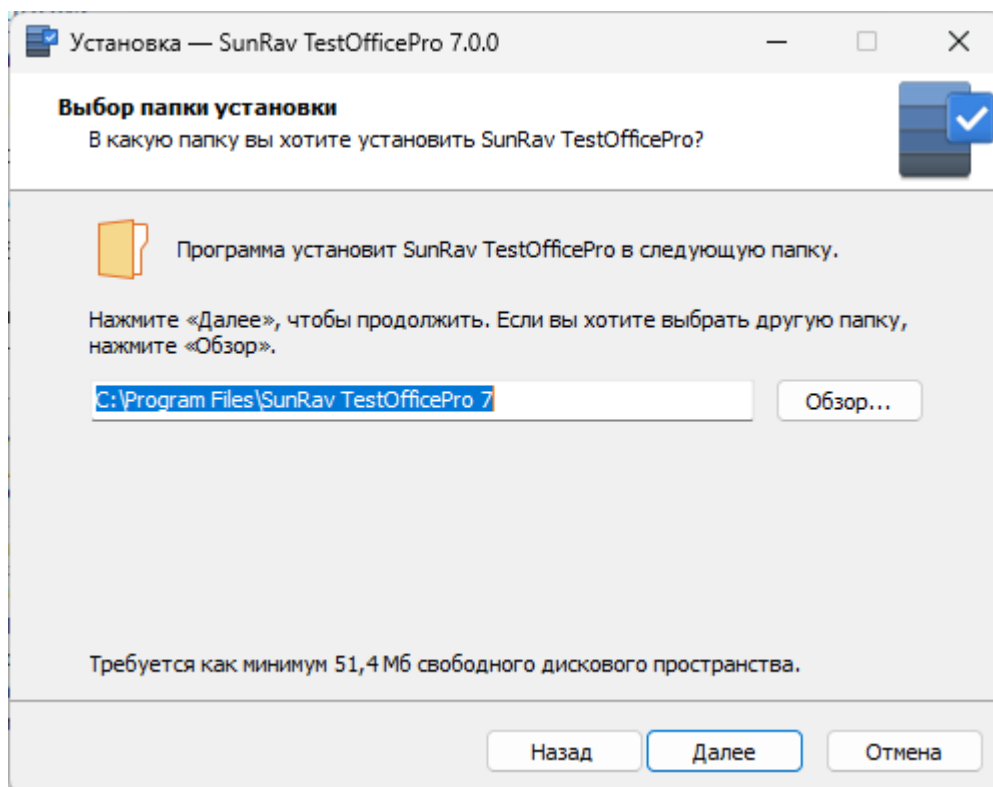 Установка — SunRav TestOfficePro 7.0.0
Выбор папки установки
В какую папку вы хотите установить SunRav TestOfficePro?
Программа установит SunRav TestOfficePro в следующую папку.
Нажмите «Далее», чтобы продолжить. Если вы хотите выбрать другую папку,
нажмите «Обзор».
C:\Program Files\SunRav TestOfficePro 7
Обзор...
Требуется как минимум 51,4 Мб свободного дискового пространства.
Назад
Далее
Отмена